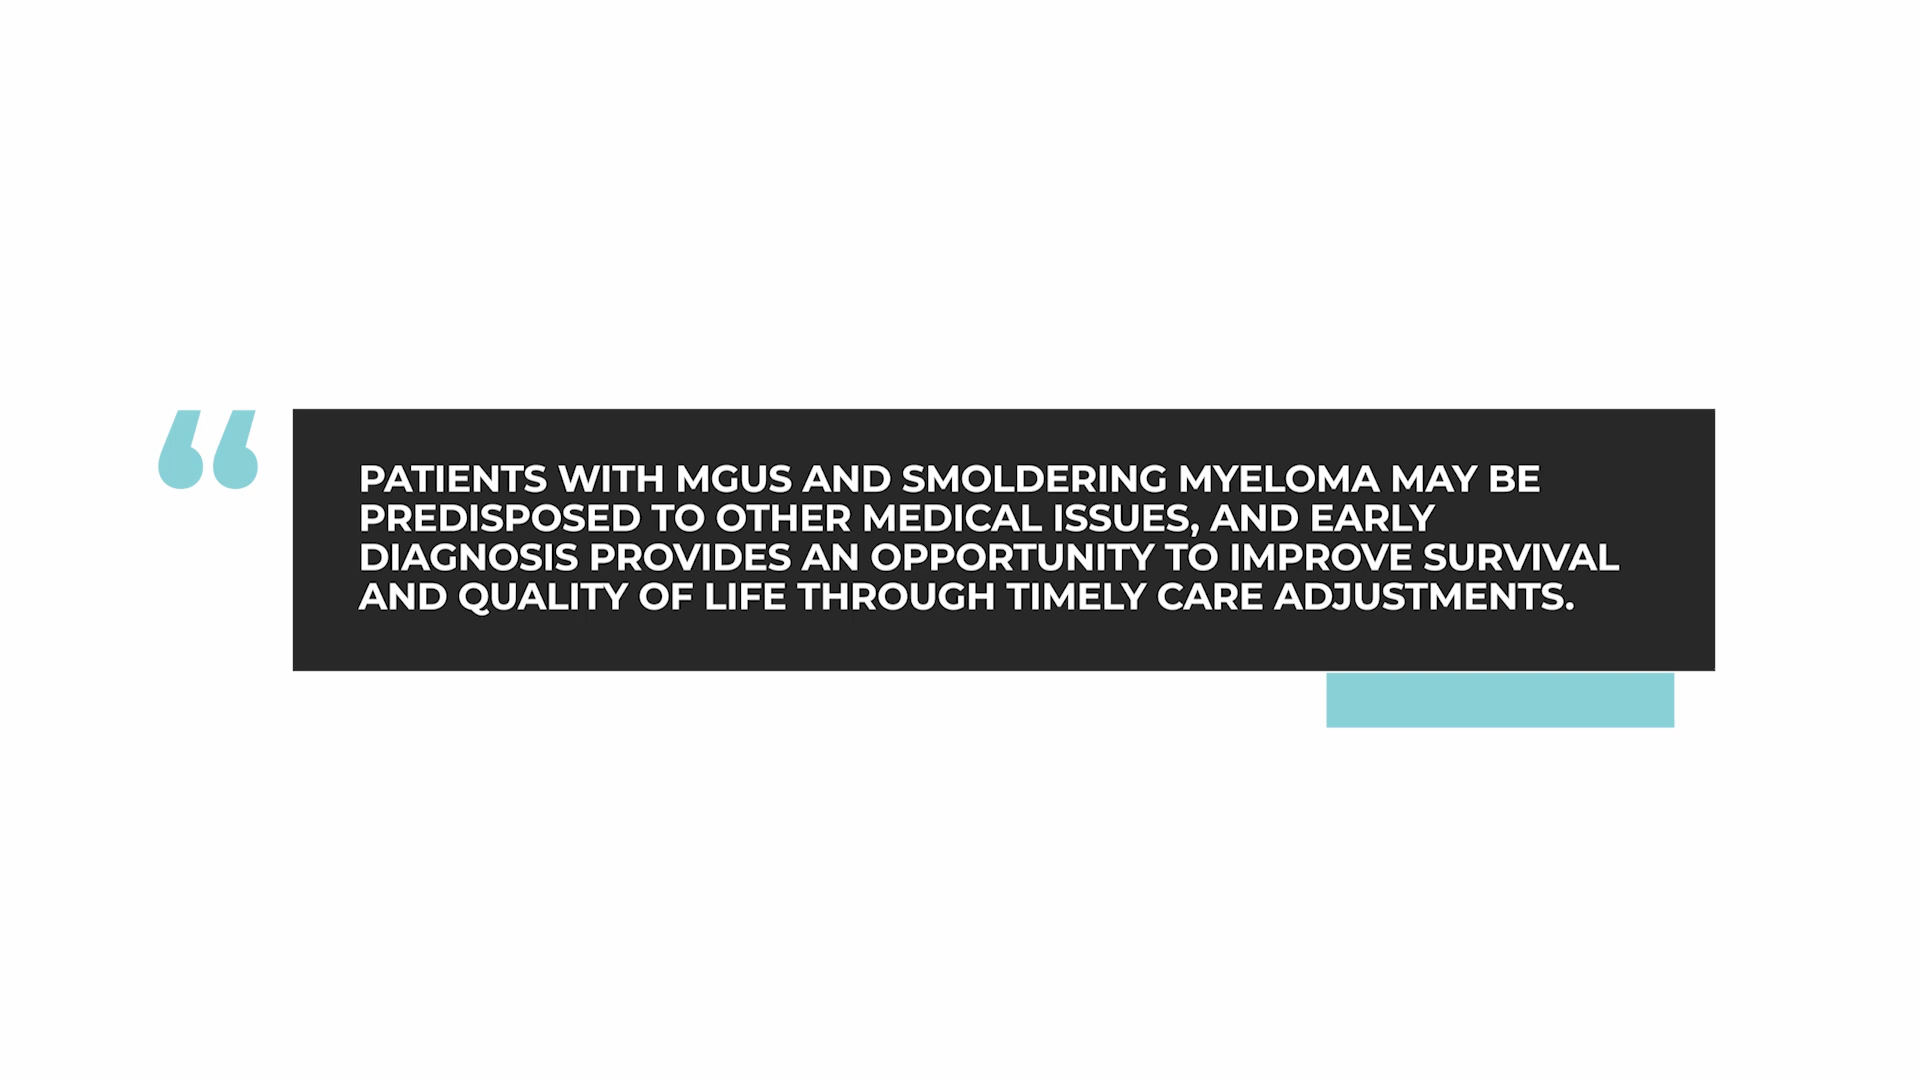 “
PATIENTS WITH MGUS AND SMOLDERING MYELOMA MAY BE
PREDISPOSED TO OTHER MEDICAL ISSUES, AND EARLY
DIAGNOSIS PROVIDES AN OPPORTUNITY TO IMPROVE SURVIVAL
AND QUALITY OF LIFE THROUGH TIMELY CARE ADJUSTMENTS.